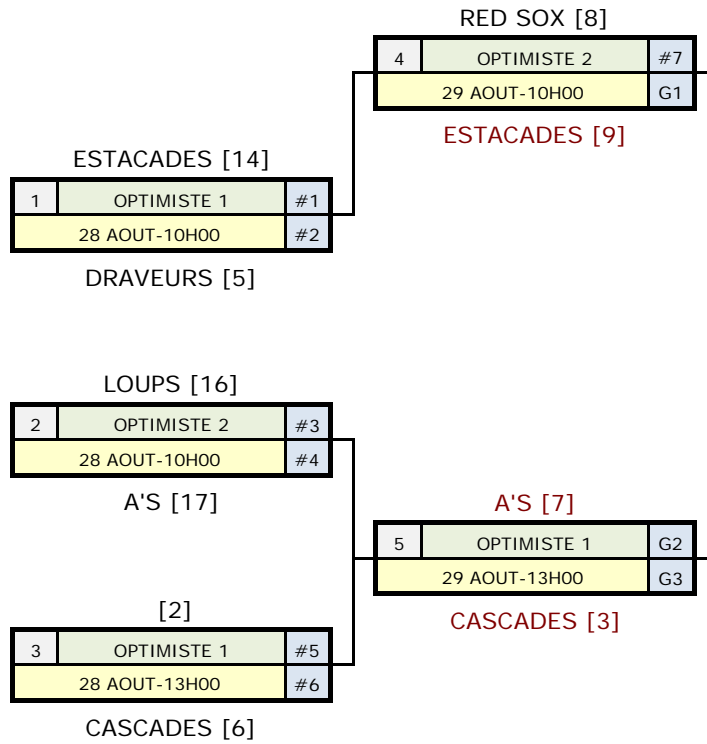 RED SOX [8]
4 OPTIMISTE 2 #7
29 AOUT-10H00 G1
ESTACADES [9]
ESTACADES [14]
1 OPTIMISTE 1 #1
28 AOUT-10H00 #2
DRAVEURS [5]
LOUPS [16]
2 OPTIMISTE 2 #3
28 AOUT-10H00 #4
A'S [17]
A'S [7]
5 OPTIMISTE 1 G2
29 AOUT-13H00 G3
CASCADES [3]
[2]
3 OPTIMISTE 1 #5
28 AOUT-13H00 #6
CASCADES [6]